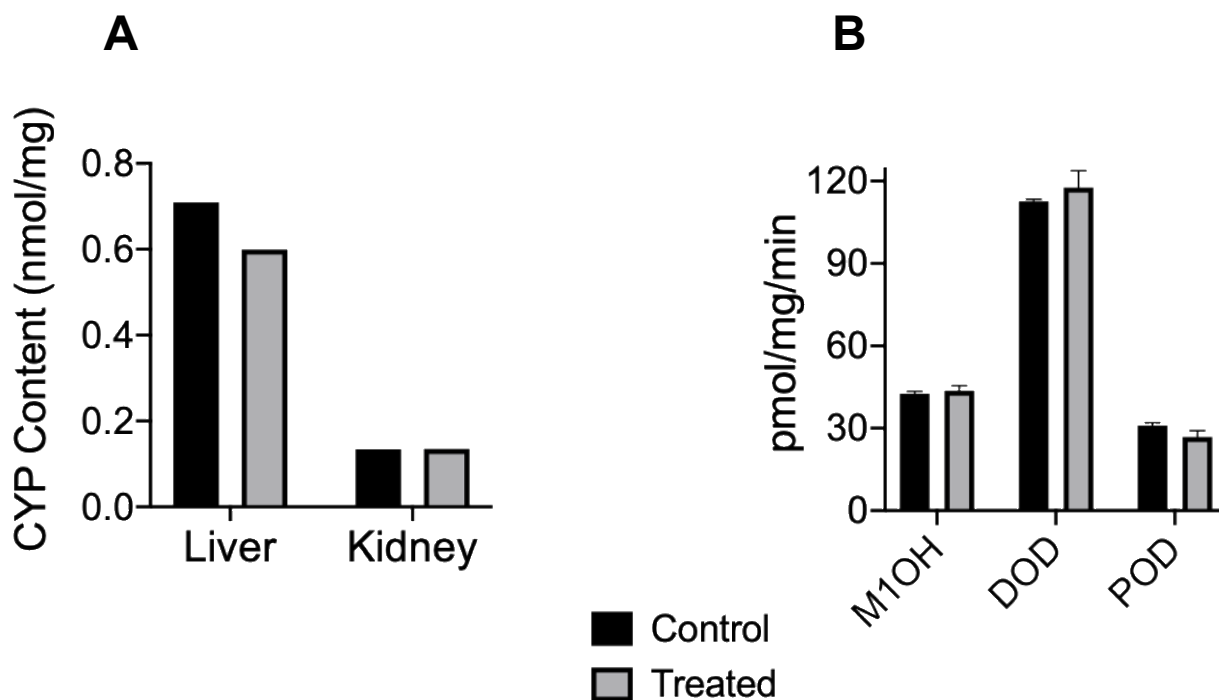 A
CYP Content (nmol/mg)
0.8
0.6
0.4
0.2
0.0
Liver Kidney
B
pmol/mg/min
120
90
60
30
0
M1OH DOD POD
Control
Treated